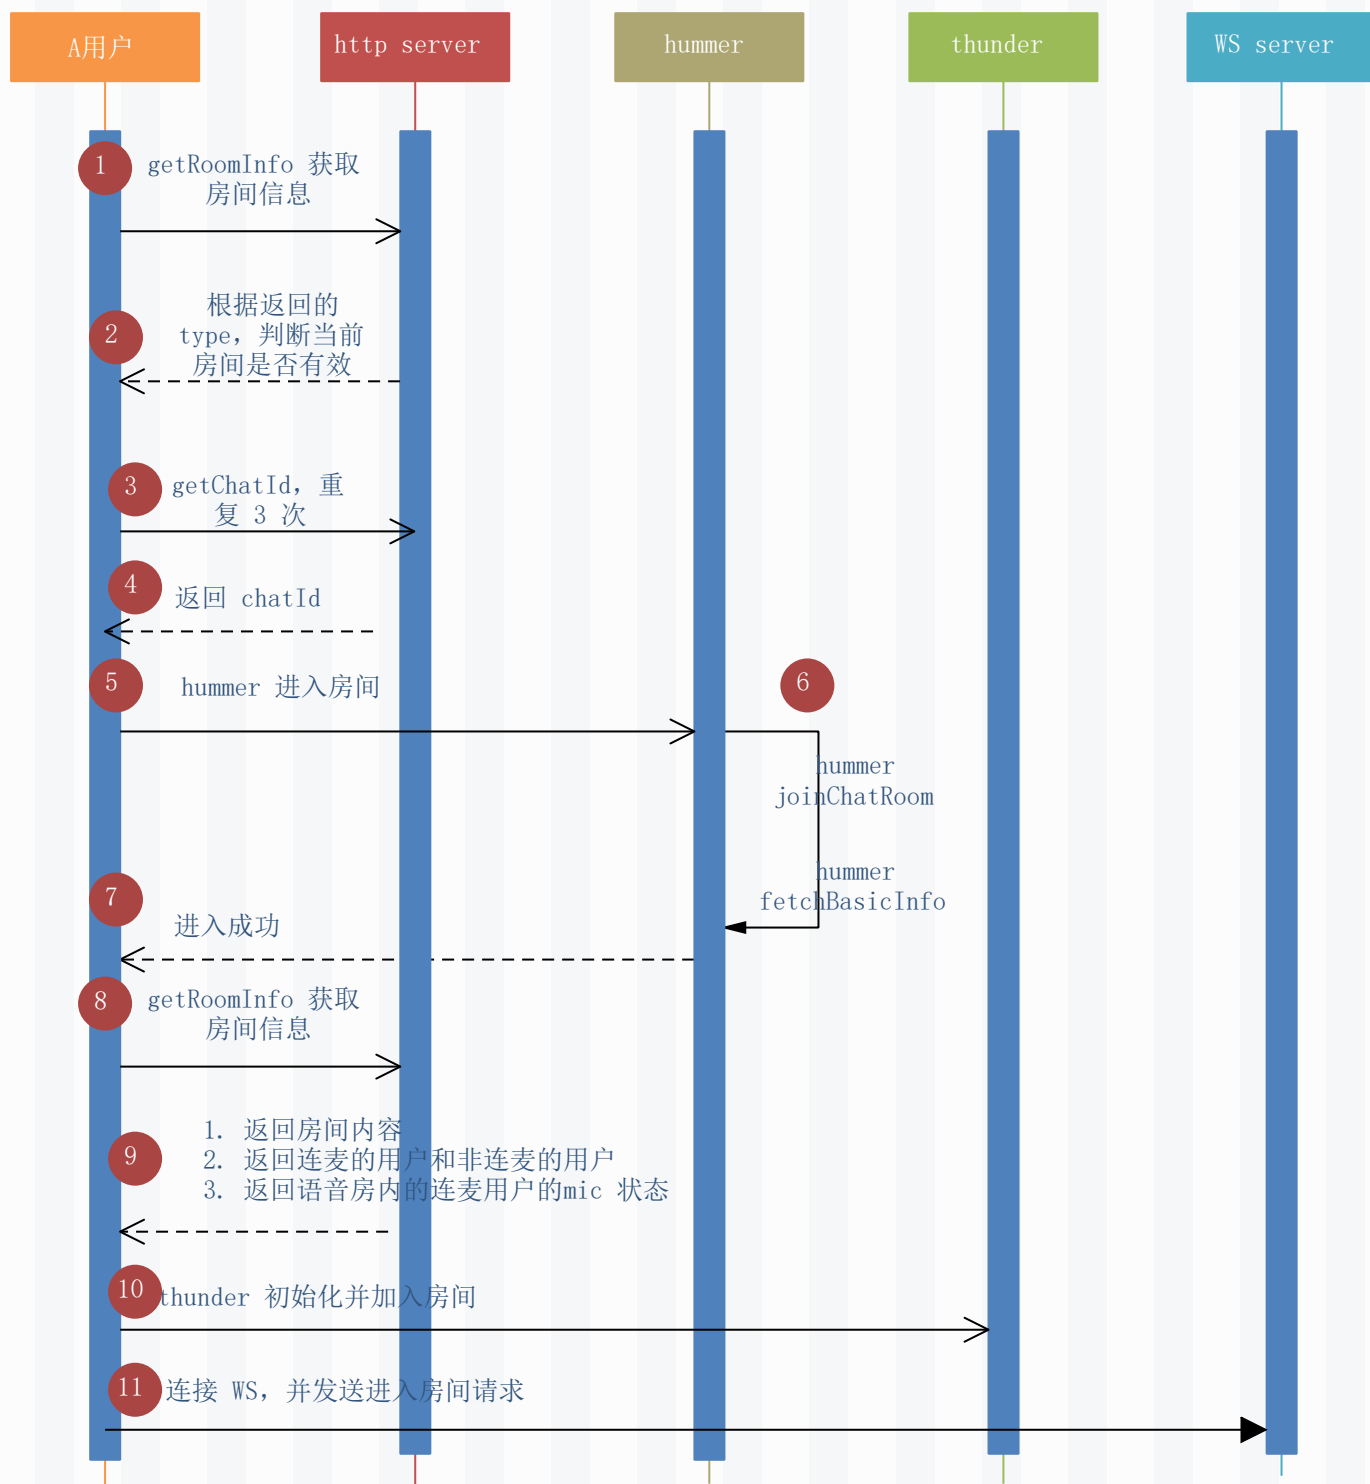 A用户
http server
hummer
thunder
WS server
1
getRoomInfo 获取
房间信息
2
根据返回的
type，判断当前
房间是否有效
3
getChatId，重
复 3 次
4
返回 chatId
5
hummer 进入房间
6
hummer
joinChatRoom
hummer
fetchBasicInfo
7
进入成功
8
getRoomInfo 获取
房间信息
9
1. 返回房间内容
2. 返回连麦的用户和非连麦的用户
3. 返回语音房内的连麦用户的mic 状态
10
thunder 初始化并加入房间
11
连接 WS，并发送进入房间请求